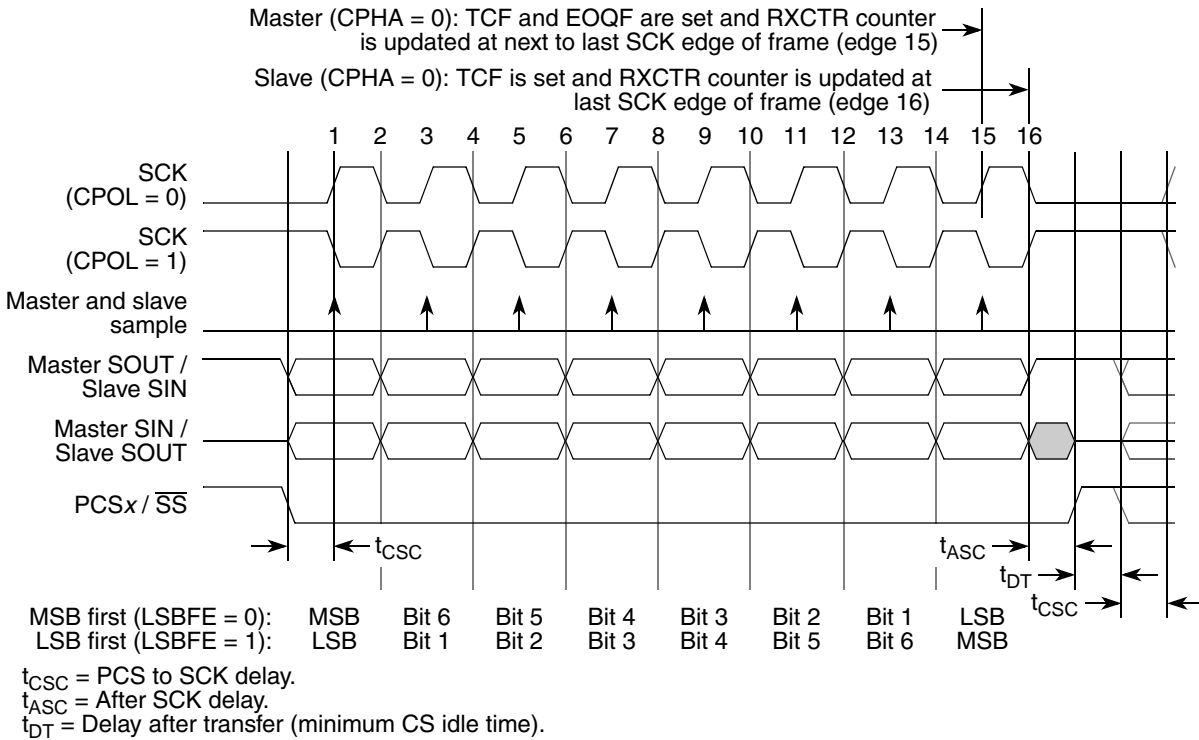 Master (CPHA = 0): TCF and EOQF are set and RXCTR counter
is updated at next to last SCK edge of frame (edge 15)
Slave (CPHA = 0): TCF is set and RXCTR counter is updated at
last SCK edge of frame (edge 16)
1 2 3 4 5 6 7 8 9 10 11 12 13 14 15 16
SCK
(CPOL = 0)
SCK
(CPOL = 1)
Master and slave
sample
Master SOUT /
Slave SIN
Master SIN /
Slave SOUT
PCSx / SS
tCSC tASC
tDT
tCSC
MSB first (LSBFE = 0): MSB Bit 6 Bit 5 Bit 4 Bit 3 Bit 2 Bit 1 LSB
LSB first (LSBFE = 1): LSB Bit 1 Bit 2 Bit 3 Bit 4 Bit 5 Bit 6 MSB
tCSC = PCS to SCK delay.
tASC = After SCK delay.
tDT = Delay after transfer (minimum CS idle time).